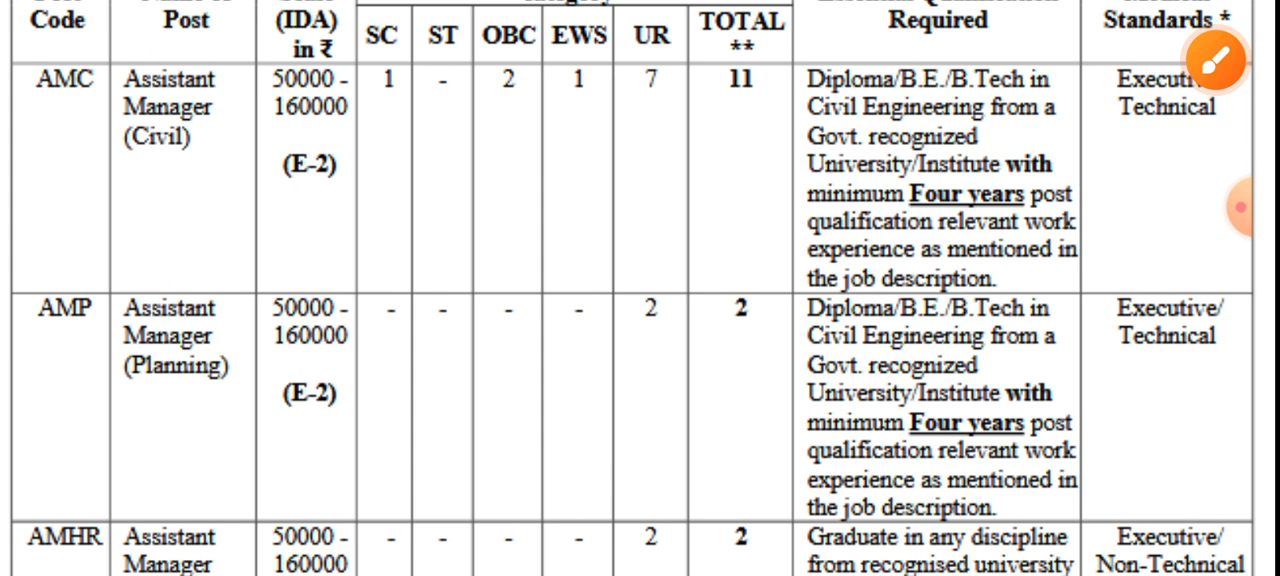 Code
Post
(IDA)
in ₹
SC ST OBC EWS UR TOTAL
**
Required
Standards *
AMC
Assistant
Manager
(Civil)
50000 -
160000
(E-2)
1 - 2 1 7 11
Diploma/B.E./B.Tech in
Civil Engineering from a
Govt. recognized
University/Institute with
minimum Four years post
qualification relevant work
experience as mentioned in
the job description.
Technical
AMP
Assistant
Manager
(Planning)
50000 -
160000
(E-2)
- - - - 2 2
Diploma/B.E./B.Tech in
Civil Engineering from a
Govt. recognized
University/Institute with
minimum Four years post
qualification relevant work
experience as mentioned in
the job description.
Executive/
Technical
AMHR
Assistant
Manager
50000 -
160000
- - - - 2 2
Graduate in any discipline
from recognised university
Executive/
Non-Technical